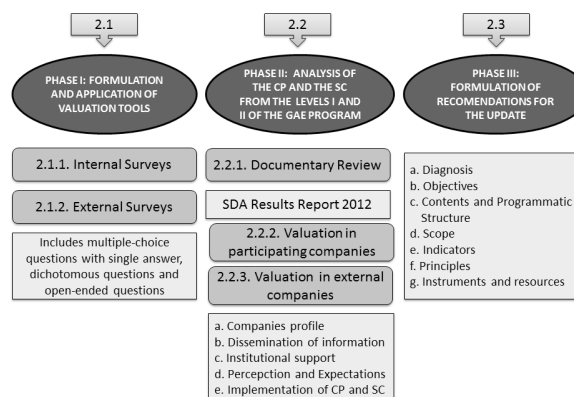 2.1
PHASE I: FORMULATION
AND APPLICATION OF
VALUATION TOOLS
2.1.1. Internal Surveys
2.1.2. External Surveys
Includes multiple-choice
questions with single answer,
dichotomous questions and
open-ended questions
2.2
PHASE II: ANALYSIS OF
THE CP AND THE SC
FROM THE LEVELS I AND
II OF THE GAE PROGRAM
2.2.1. Documentary Review
SDA Results Report 2012
2.2.2. Valuation in
participating companies
2.2.3. Valuation in external
companies
a. Companies profile
b. Dissemination of information
c. Institutional support
d. Percepction and Expectations
e. Implementation of CP and SC
2.3
PHASE III:
FORMULATION OF
RECOMENDATIONS FOR
THE UPDATE
a. Diagnosis
b. Objectives
c. Contents and Programmatic
Structure
d. Scope
e. Indicators
f. Principles
g. Instruments and resources